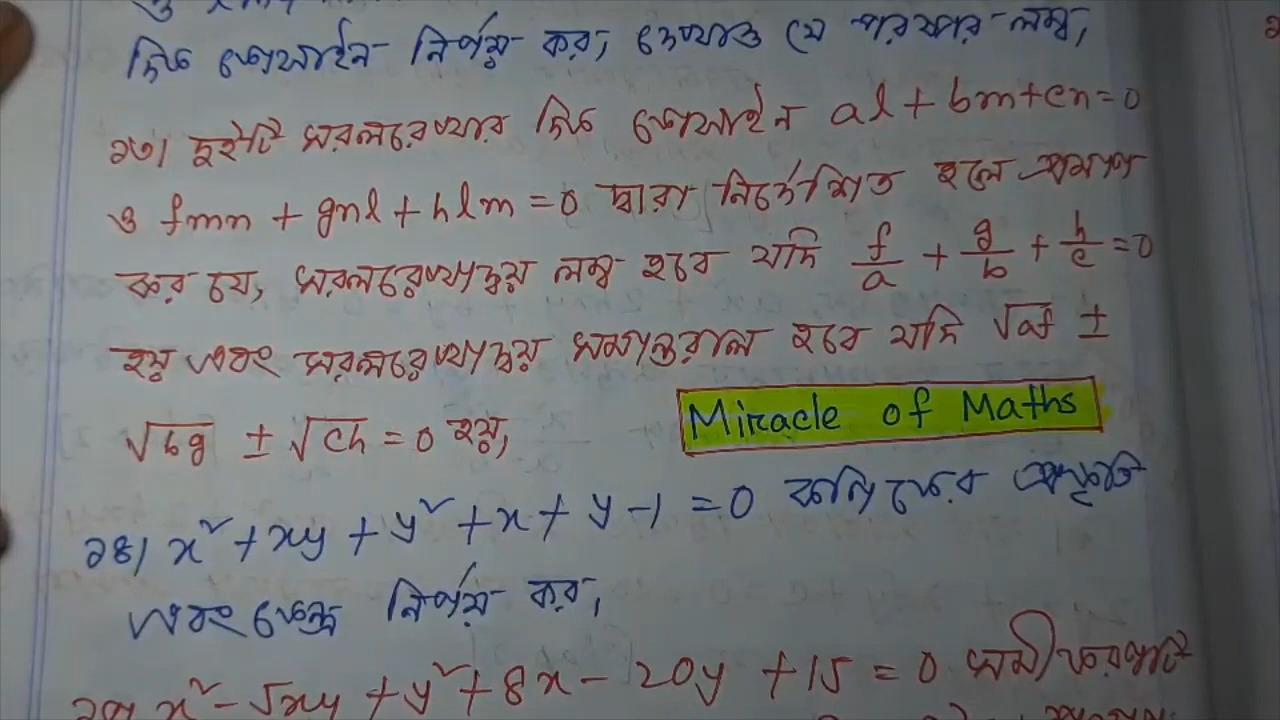 দিক কোসাইন নির্ণয় কর, দেখাও যে পরস্পর লম্ব,
২৩। দুইটি সরলরেখার দিক কোসাইন al + bm + cn = 0
ও fmn + gnl + hlm = 0 দ্বারা নির্দেশিত হলে প্রমাণ
কর যে, সরলরেখাদ্বয় লম্ব হবে যদি f/a + g/b + h/c = 0
হয় এবং সরলরেখাদ্বয় সমান্তরাল হবে যদি √af ±
√bg ± √ch = 0 হয়,
Miracle of Maths
২৪। x² + xy + y² + x + y - 1 = 0 কনিকের প্রকৃতি
এবং কেন্দ্র নির্ণয় কর,
x² - 5xy + y² + 8x - 20y + 15 = 0 সমীকরণটি